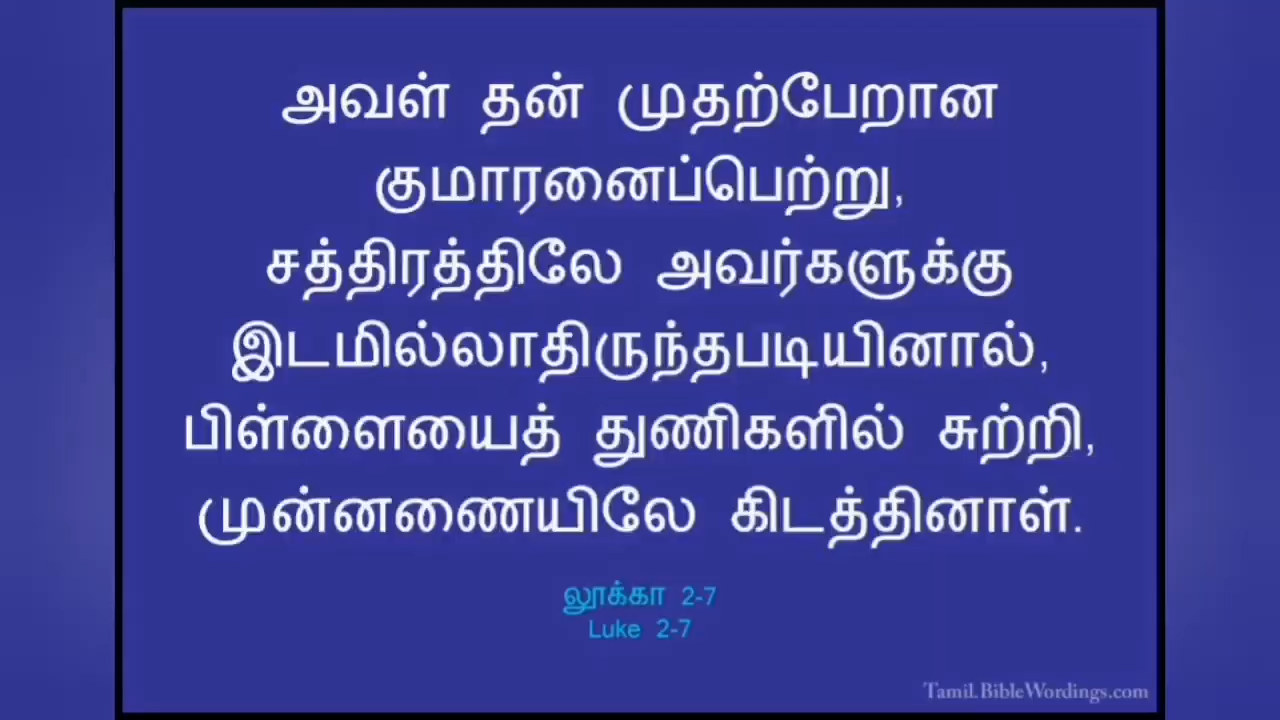 அவள் தன் முதற்பேறான
குமாரனைப்பெற்று,
சத்திரத்திலே அவர்களுக்கு
இடமில்லாதிருந்தபடியினால்,
பிள்ளையைத் துணிகளில் சுற்றி,
முன்னணையிலே கிடத்தினாள்.
லூக்கா 2-7
Luke 2-7
Tamil.BibleWordings.com